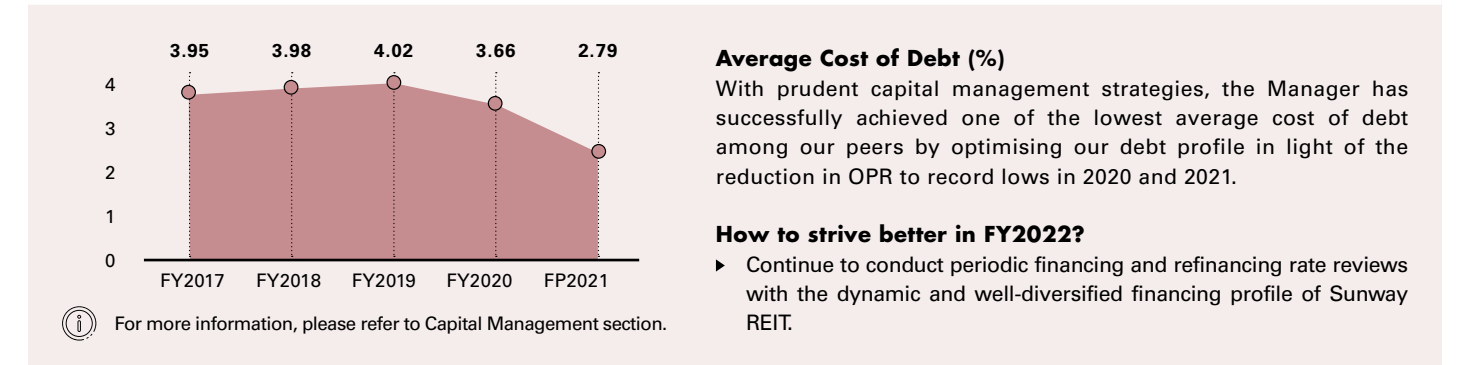 3.95 3.98 4.02 3.66 2.79
4
3
2
1
0
FY2017 FY2018 FY2019 FY2020 FP2021
i
For more information, please refer to Capital Management section.
Average Cost of Debt (%)
With prudent capital management strategies, the Manager has
successfully achieved one of the lowest average cost of debt
among our peers by optimising our debt profile in light of the
reduction in OPR to record lows in 2020 and 2021.
How to strive better in FY2022?
Continue to conduct periodic financing and refinancing rate reviews
with the dynamic and well-diversified financing profile of Sunway
REIT.